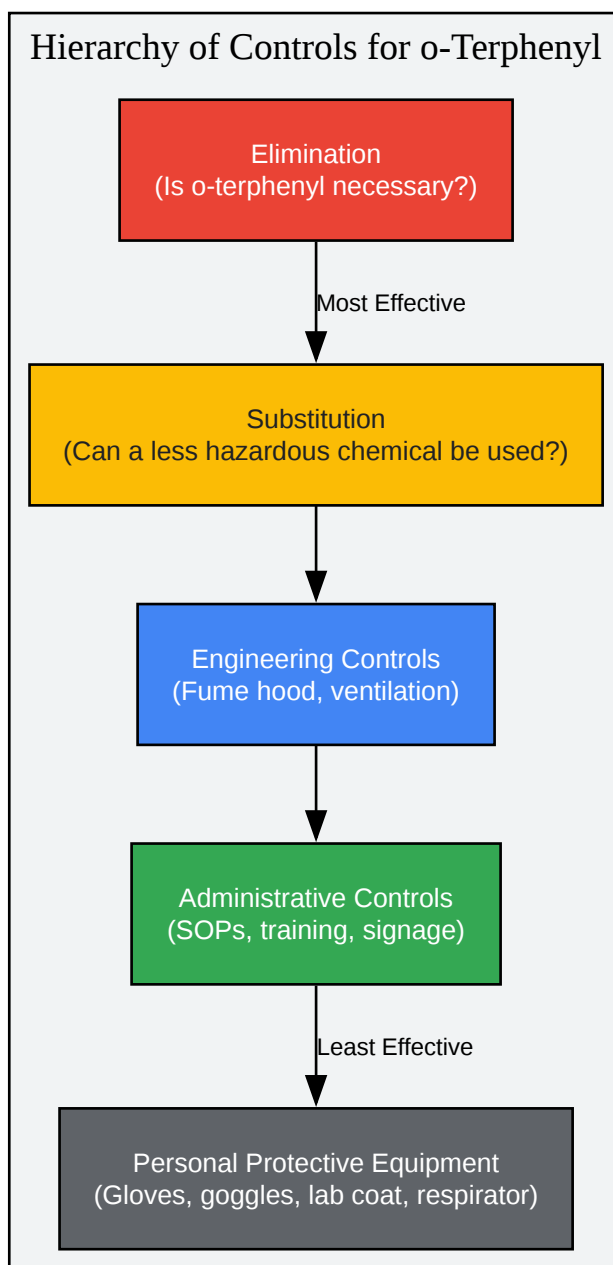 Hierarchy of Controls for o-Terphenyl
Elimination
(Is o-terphenyl necessary?)
Most Effective
Substitution
(Can a less hazardous chemical be used?)
Engineering Controls
(Fume hood, ventilation)
Administrative Controls
(SOPs, training, signage)
Least Effective
Personal Protective Equipment
(Gloves, goggles, lab coat, respirator)